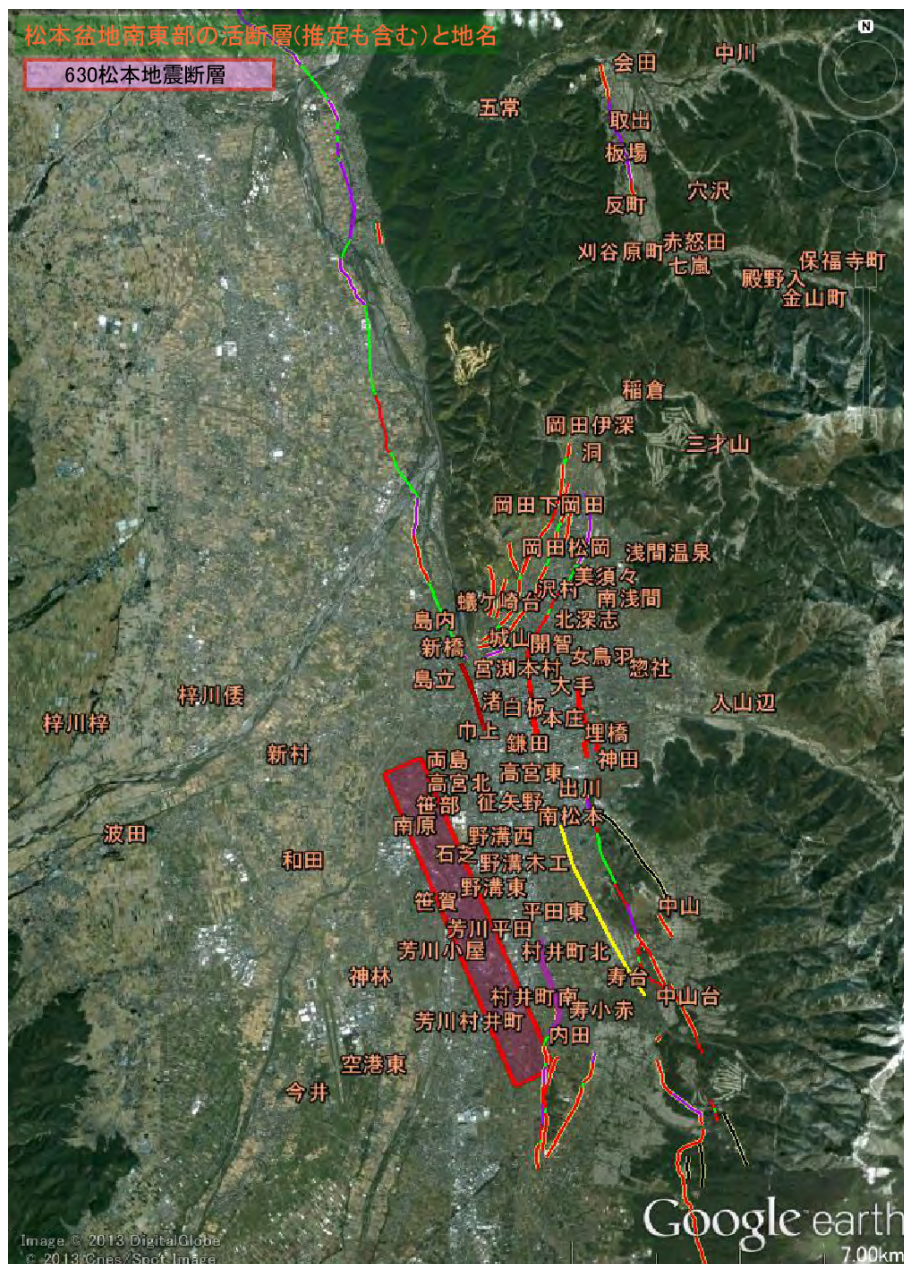 松本盆地南東部の活断層(推定も含む)と地名
630松本地震断層
N
会田
中川
五常
取出
板場
穴沢
反町
刈谷原町
赤怒田
七嵐
保福寺町
殿野入
金山町
稲倉
岡田伊深
洞
三才山
岡田下岡田
岡田松岡
浅間温泉
美須々
沢村
南浅間
蟻ケ崎台
北深志
島内
城山
開智
新橋
女鳥羽
宮渕本村
惣社
島立
大手
梓川倭
渚
白板
本庄
入山辺
梓川梓
巾上
鎌田
埋橋
新村
両島
神田
高宮東
高宮北
出川
笹部
征矢野
南松本
南原
波田
野溝西
石芝
和田
野溝木工
野溝東
笹賀
平田東
中山
芳川平田
芳川小屋
村井町北
神林
寿台
村井町南
中山台
寿小赤
芳川村井町
内田
空港東
今井
Google earth
Image © 2013 DigitalGlobe
© 2013 Cnes/Spot Image
7.00km